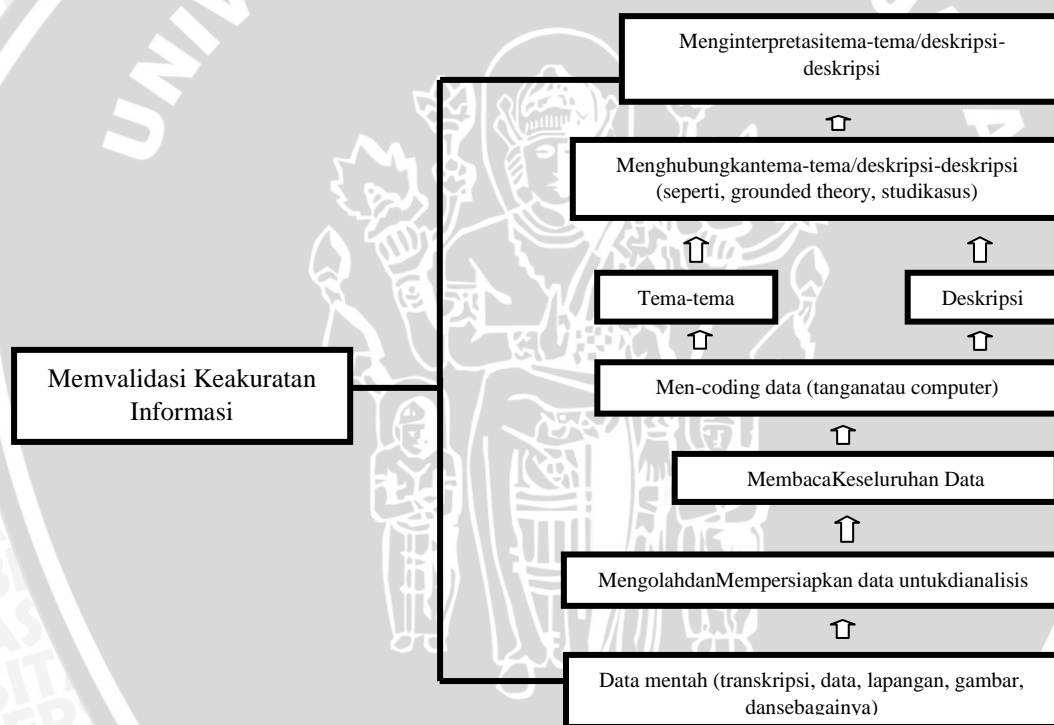 Menginterpretasitema-tema/deskripsi-
deskripsi
Menghubungkantema-tema/deskripsi-deskripsi
(seperti, grounded theory, studikasus)
Tema-tema
Deskripsi
Memvalidasi Keakuratan
Informasi
Men-coding data (tanganatau computer)
MembacaKeseluruhan Data
MengolahdanMempersiapkan data untukdianalisis
Data mentah (transkripsi, data, lapangan, gambar,
dansebagainya)